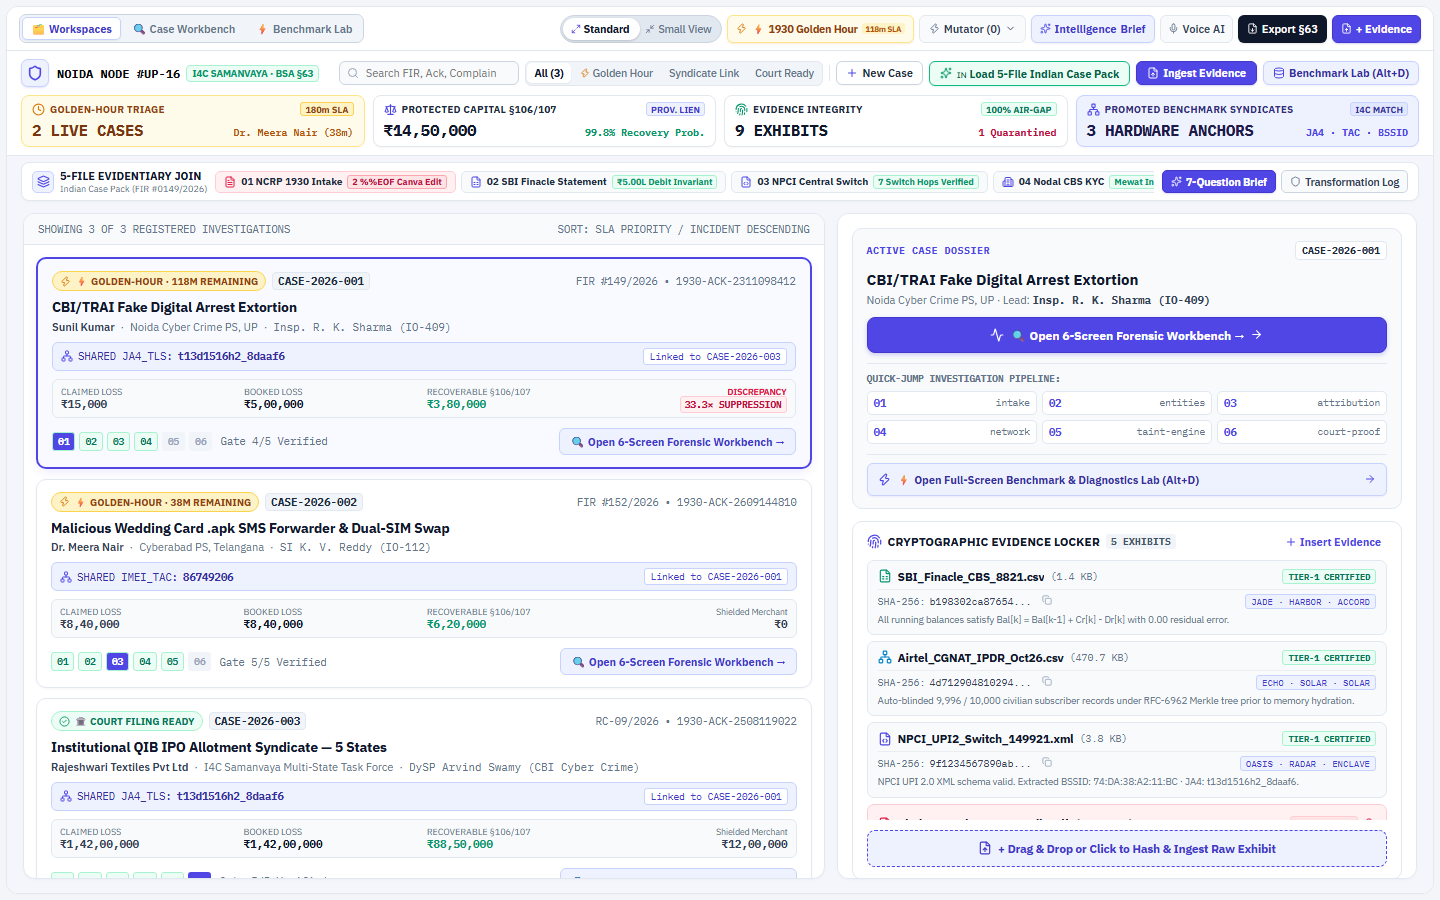 Workspaces Case Workbench Benchmark Lab Standard Small View 1930 Golden Hour 118m SLA Mutator (0) Intelligence Brief Voice AI Export §63 + Evidence
NOIDA NODE #UP-16 I4C SAMANVAYA · BSA §63 Search FIR, Ack, Complain All (3) Golden Hour Syndicate Link Court Ready New Case IN Load 5-File Indian Case Pack Ingest Evidence Benchmark Lab (Alt+D)
GOLDEN-HOUR TRIAGE 180m SLA
2 LIVE CASES Dr. Meera Nair (38m)
PROTECTED CAPITAL §106/107 PROV. LIEN
₹14,50,000 99.8% Recovery Prob.
EVIDENCE INTEGRITY 100% AIR-GAP
9 EXHIBITS 1 Quarantined
PROMOTED BENCHMARK SYNDICATES I4C MATCH
3 HARDWARE ANCHORS JA4 · TAC · BSSID
5-FILE EVIDENTIARY JOIN
Indian Case Pack (FIR #0149/2026)
01 NCRP 1930 Intake 2 %%EOF Canva Edit 02 SBI Finacle Statement ₹5.00L Debit Invariant 03 NPCI Central Switch 7 Switch Hops Verified 04 Nodal CBS KYC Mewat In 7-Question Brief Transformation Log
SHOWING 3 OF 3 REGISTERED INVESTIGATIONS SORT: SLA PRIORITY / INCIDENT DESCENDING
GOLDEN-HOUR · 118M REMAINING CASE-2026-001 FIR #149/2026 • 1930-ACK-2311098412
CBI/TRAI Fake Digital Arrest Extortion
Sunil Kumar · Noida Cyber Crime PS, UP · Insp. R. K. Sharma (IO-409)
SHARED JA4_TLS: t13d1516h2_8daaf6 Linked to CASE-2026-003
CLAIMED LOSS BOOKED LOSS RECOVERABLE §106/107 DISCREPANCY
₹15,000 ₹5,00,000 ₹3,80,000 33.3× SUPPRESSION
01 02 03 04 05 06 Gate 4/5 Verified Open 6-Screen Forensic Workbench →
GOLDEN-HOUR · 38M REMAINING CASE-2026-002 FIR #152/2026 • 1930-ACK-2609144810
Malicious Wedding Card .apk SMS Forwarder & Dual-SIM Swap
Dr. Meera Nair · Cyberabad PS, Telangana · SI K. V. Reddy (IO-112)
SHARED IMEI_TAC: 86749206 Linked to CASE-2026-001
CLAIMED LOSS BOOKED LOSS RECOVERABLE §106/107 Shielded Merchant
₹8,40,000 ₹8,40,000 ₹6,20,000 ₹0
01 02 03 04 05 06 Gate 5/5 Verified Open 6-Screen Forensic Workbench →
COURT FILING READY CASE-2026-003 RC-09/2026 • 1930-ACK-2508119022
Institutional QIB IPO Allotment Syndicate — 5 States
Rajeshwari Textiles Pvt Ltd · I4C Samanvaya Multi-State Task Force · DySP Arvind Swamy (CBI Cyber Crime)
SHARED JA4_TLS: t13d1516h2_8daaf6 Linked to CASE-2026-001
CLAIMED LOSS BOOKED LOSS RECOVERABLE §106/107 Shielded Merchant
₹1,42,00,000 ₹1,42,00,000 ₹88,50,000 ₹12,00,000
ACTIVE CASE DOSSIER CASE-2026-001
CBI/TRAI Fake Digital Arrest Extortion
Noida Cyber Crime PS, UP · Lead: Insp. R. K. Sharma (IO-409)
Open 6-Screen Forensic Workbench → →
QUICK-JUMP INVESTIGATION PIPELINE:
01 intake 02 entities 03 attribution
04 network 05 taint-engine 06 court-proof
Open Full-Screen Benchmark & Diagnostics Lab (Alt+D) →
CRYPTOGRAPHIC EVIDENCE LOCKER 5 EXHIBITS + Insert Evidence
SBI_Finacle_CBS_8821.csv (1.4 KB) TIER-1 CERTIFIED
SHA-256: b198302ca87654... JADE · HARBOR · ACCORD
All running balances satisfy Bal[k] = Bal[k-1] + Cr[k] - Dr[k] with 0.00 residual error.
Airtel_CGNAT_IPDR_Oct26.csv (470.7 KB) TIER-1 CERTIFIED
SHA-256: 4d712904810294... ECHO · SOLAR · SOLAR
Auto-blinded 9,996 / 10,000 civilian subscriber records under RFC-6962 Merkle tree prior to memory hydration.
NPCI_UPI2_Switch_149921.xml (3.8 KB) TIER-1 CERTIFIED
SHA-256: 9f1234567890ab... OASIS · RADAR · ENCLAVE
NPCI UPI 2.0 XML schema valid. Extracted BSSID: 74:DA:38:A2:11:BC · JA4: t13d1516h2_8daaf6.
+ Drag & Drop or Click to Hash & Ingest Raw Exhibit